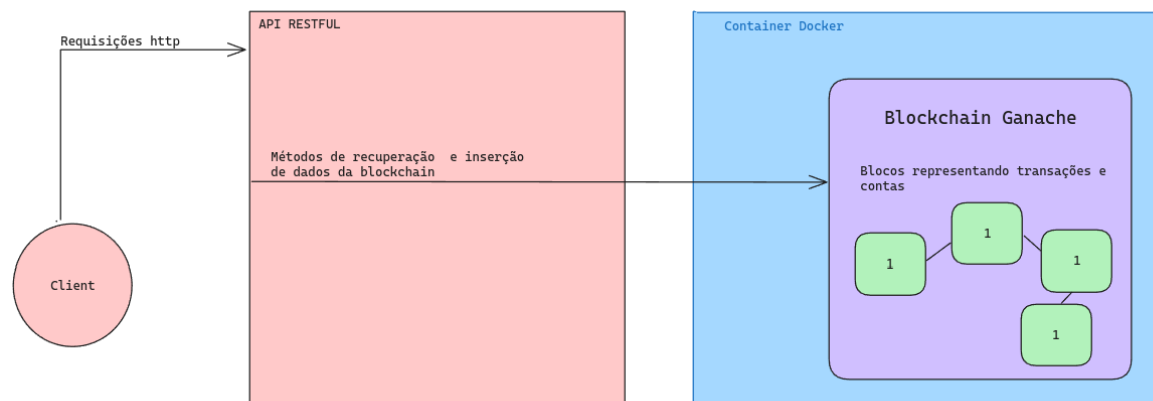 API RESTFUL
Container Docker
Requisições http
Blockchain Ganache
Métodos de recuperação  e inserção
de dados da blockchain
Blocos representando transações e
contas
1
1
1
1
Client